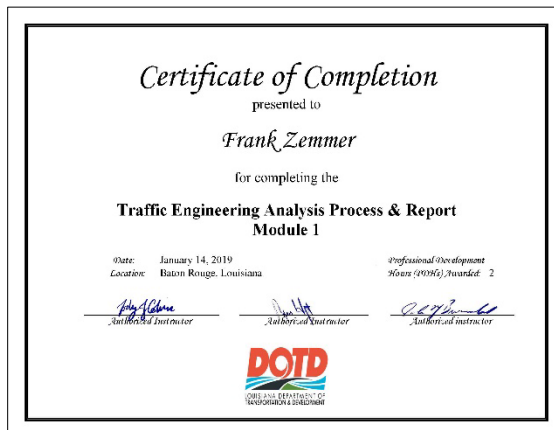 Certificate of Completion
presented to
Frank Zemmer
for completing the
Traffic Engineering Analysis Process & Report
Module 1
Date: January 14, 2019
Location: Baton Rouge, Louisiana
Professional Development
Hours (PDHs) Awarded: 2
Authorized Instructor
Authorized Instructor
Authorized instructor
DOTD
LOUISIANA DEPARTMENT OF
TRANSPORTATION & DEVELOPMENT